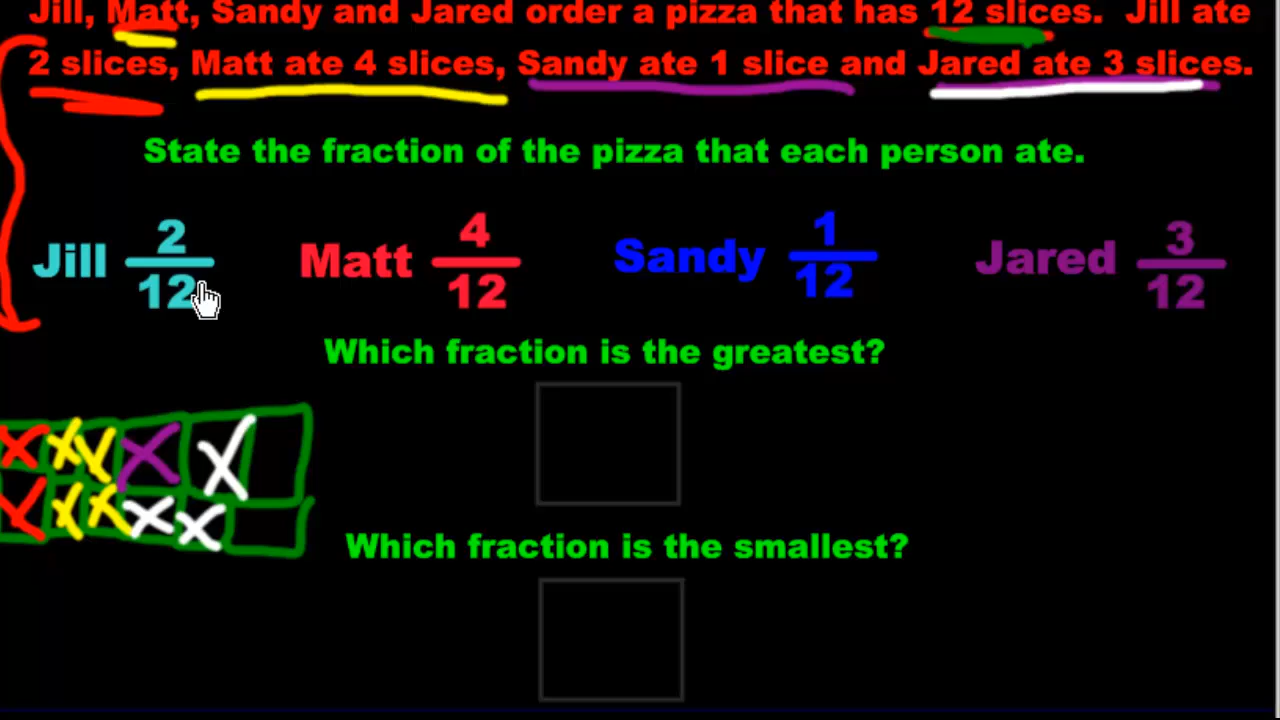 Jill, Matt, Sandy and Jared order a pizza that has 12 slices. Jill ate
2 slices, Matt ate 4 slices, Sandy ate 1 slice and Jared ate 3 slices.
State the fraction of the pizza that each person ate.
Jill 2/12 Matt 4/12 Sandy 1/12 Jared 3/12
Which fraction is the greatest?
Which fraction is the smallest?